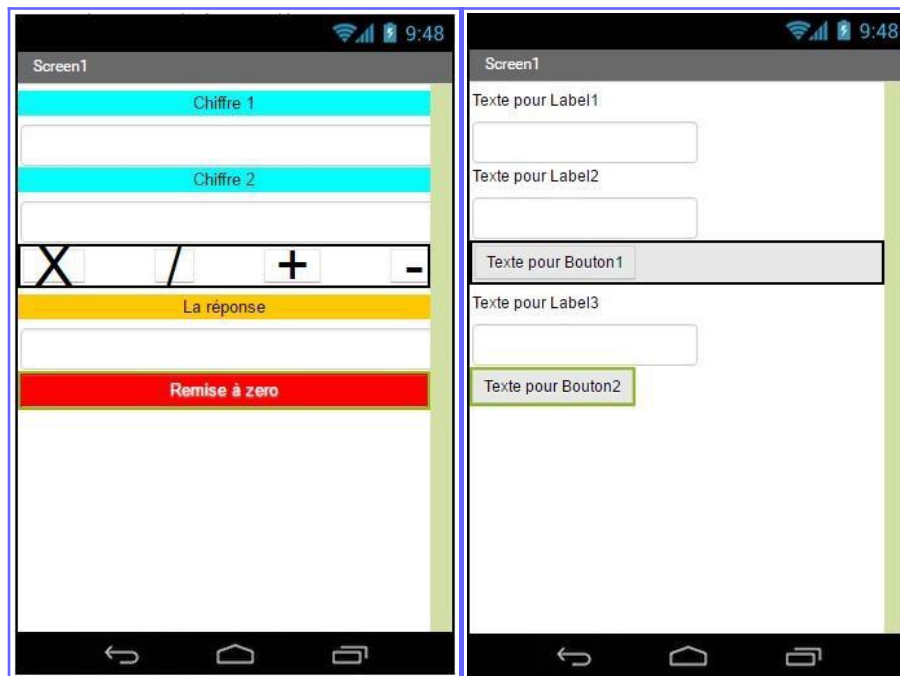 9:48
Screen1
Chiffre 1
Chiffre 2
X / + -
La réponse
Remise à zero
9:48
Screen1
Texte pour Label1
Texte pour Label2
Texte pour Bouton1
Texte pour Label3
Texte pour Bouton2